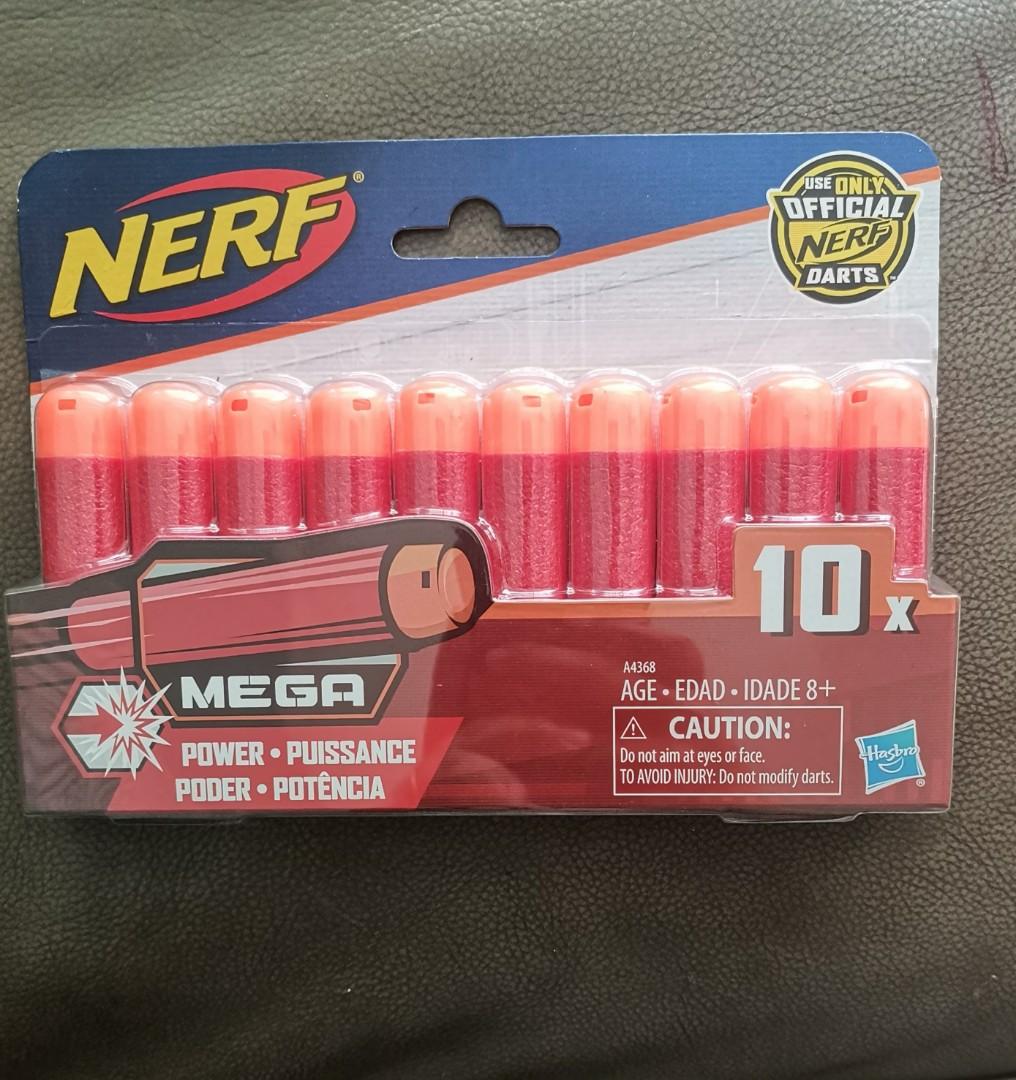 NERF®
USE ONLY
OFFICIAL
NERF
DARTS™
10x
MEGA
POWER • PUISSANCE
PODER • POTÊNCIA
A4368
AGE • EDAD • IDADE 8+
CAUTION:
Do not aim at eyes or face.
TO AVOID INJURY: Do not modify darts.
Hasbro®